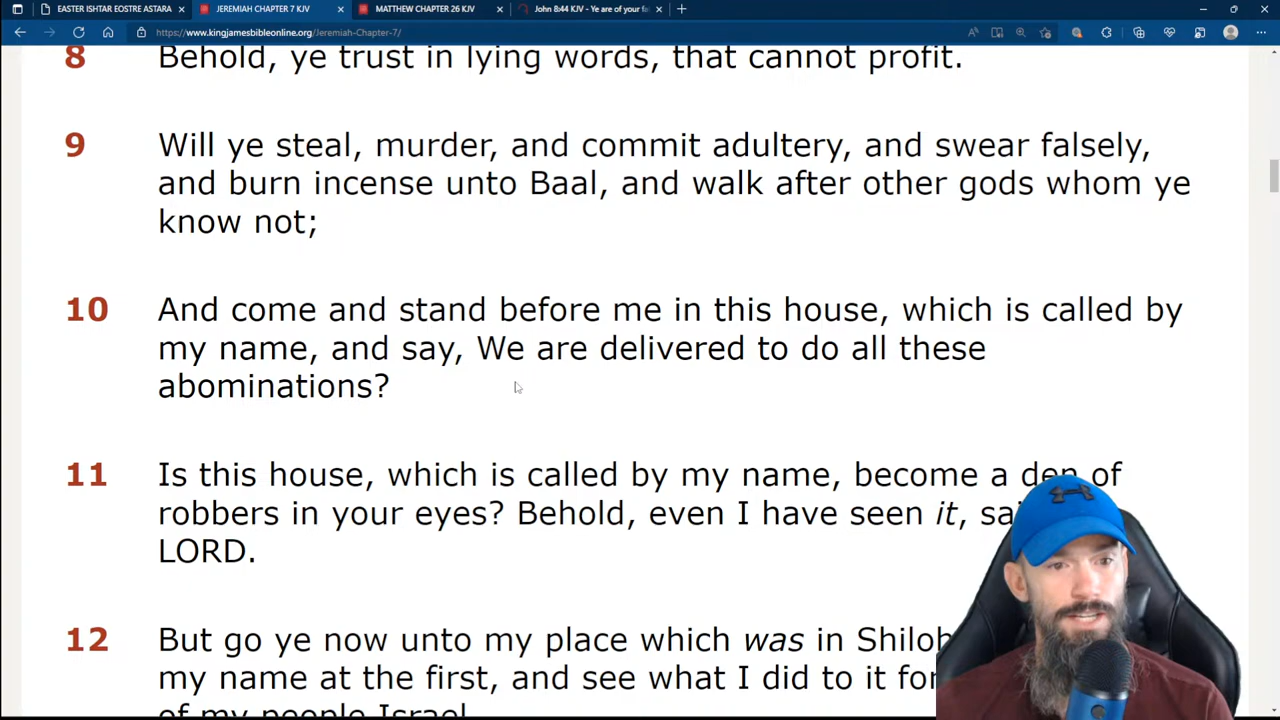 EASTER ISHTAR EOSTRE ASTARA
JEREMIAH CHAPTER 7 KJV
MATTHEW CHAPTER 26 KJV
John 8:44 KJV - Ye are of your
https://www.kingjamesbibleonline.org/Jeremiah-Chapter-7/
8 Behold, ye trust in lying words, that cannot profit.
9 Will ye steal, murder, and commit adultery, and swear falsely,
and burn incense unto Baal, and walk after other gods whom ye
know not;
10 And come and stand before me in this house, which is called by
my name, and say, We are delivered to do all these
abominations?
11 Is this house, which is called by my name, become a den of
robbers in your eyes? Behold, even I have seen it,
LORD.
12 But go ye now unto my place which was in Shiloh
my name at the first, and see what I did to it for
of my people Israel